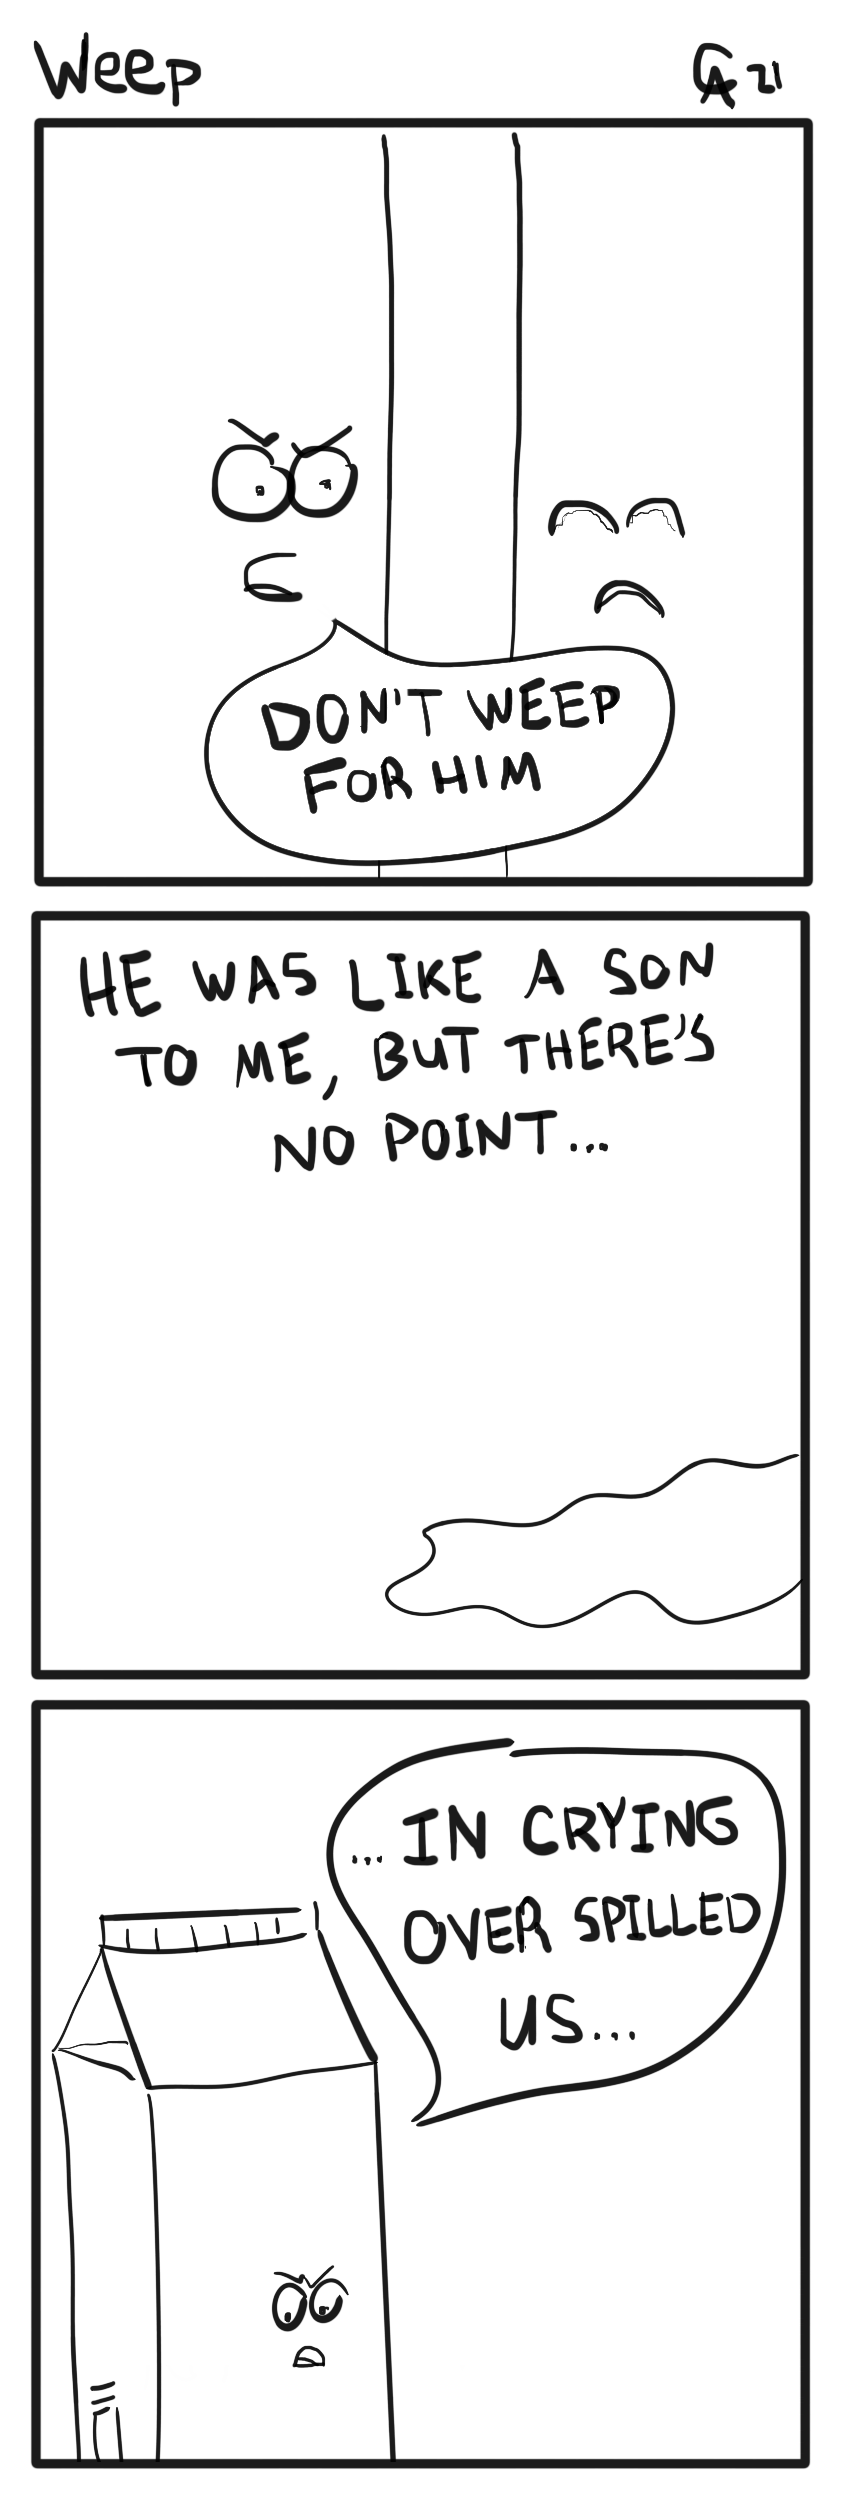 Weep
DON'T WEEP
FOR HIM
HE WAS LIKE A SON
TO ME, BUT THERE'S
NO POINT...
...IN CRYING
OVER SPILLED
US...